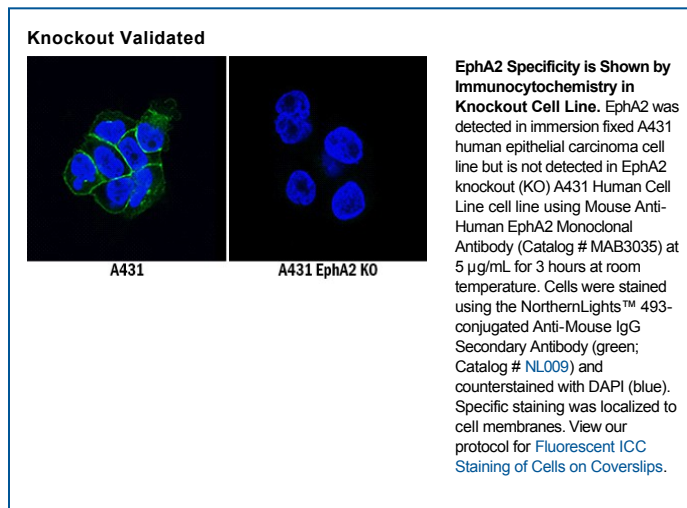 Knockout Validated
A431
A431 EphA2 KO
EphA2 Specificity is Shown by
Immunocytochemistry in
Knockout Cell Line. EphA2 was
detected in immersion fixed A431
human epithelial carcinoma cell
line but is not detected in EphA2
knockout (KO) A431 Human Cell
Line cell line using Mouse Anti-
Human EphA2 Monoclonal
Antibody (Catalog # MAB3035) at
5 µg/mL for 3 hours at room
temperature. Cells were stained
using the NorthernLights™ 493-
conjugated Anti-Mouse IgG
Secondary Antibody (green;
Catalog # NL009) and
counterstained with DAPI (blue).
Specific staining was localized to
cell membranes. View our
protocol for Fluorescent ICC
Staining of Cells on Coverslips.